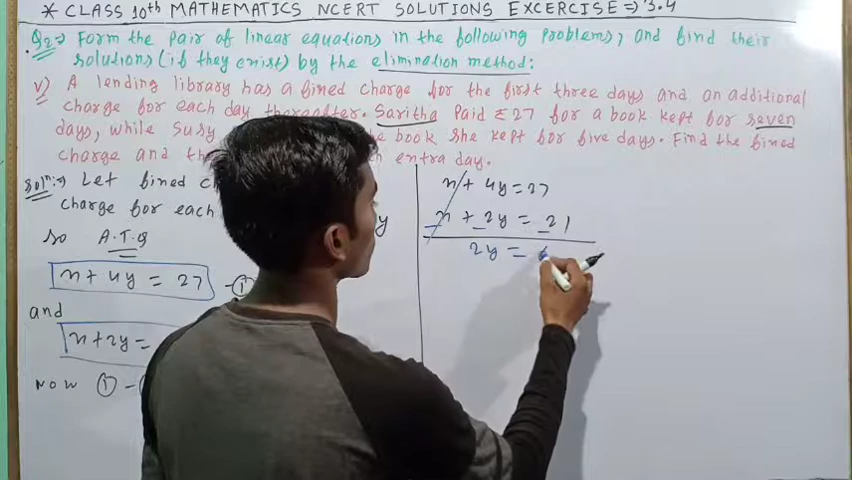 * CLASS 10th MATHEMATICS NCERT SOLUTIONS EXCERCISE ⇒ 3.4
Q2 ⇒ Form the pair of linear equations in the following problems, and find their
solutions (if they exist) by the elimination method:
v) A lending library has a fixed charge for the first three days and an additional
charge for each day thereafter. Saritha Paid ₹27 for a book kept for seven
days, while Susy the book she kept for five days. Find the fixed
charge and th each extra day.
Solⁿ:→ Let fixed c
charge for each y
So A.T.Q
x + 4y = 27 —①
and
x + 2y =
Now ① -
x + 4y = 27
x + 2y = 21
- - -
2y = 6